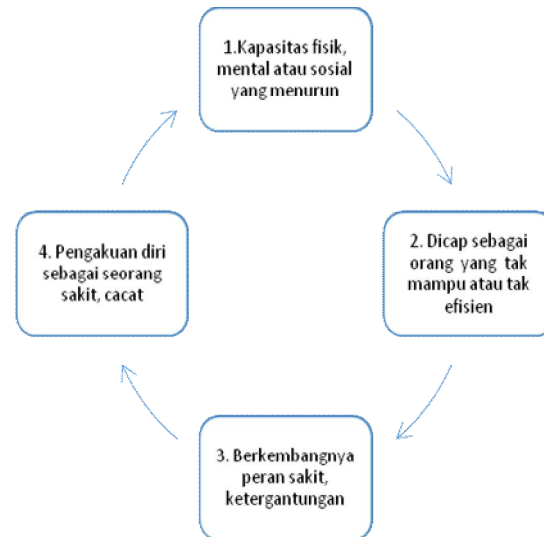 1.Kapasitas fisik,
mental atau sosial
yang menurun
2. Dicap sebagai
orang yang tak
mampu atau tak
efisien
3. Berkembangnya
peran sakit,
ketergantungan
4. Pengakuan diri
sebagai seorang
sakit, cacat